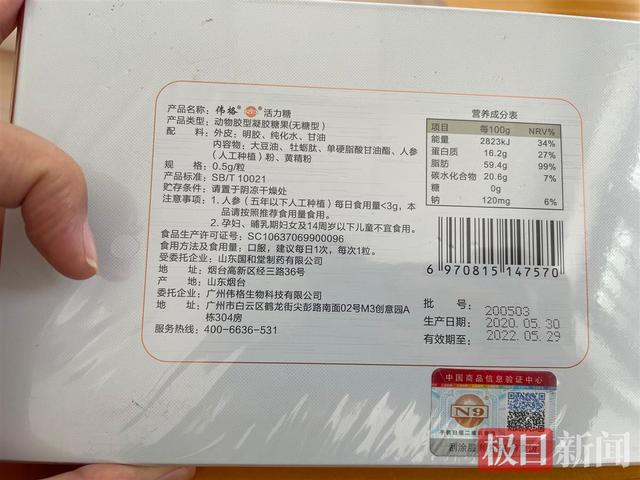 产品名称：伟格® 活力糖
产品类型：动物胶型凝胶糖果(无糖型)
配 料：外皮：明胶、纯化水、甘油
内容物：大豆油、牡蛎肽、单硬脂酸甘油酯、人参
（人工种植）粉、黄精粉
规 格：0.5g/粒
产品标准：SB/T 10021
贮存条件：请置于阴凉干燥处
注意事项：1.人参（五年以下人工种植）每日食用量<3g，本
品请按照推荐食用量食用。
2.孕妇、哺乳期妇女及14周岁以下儿童不宜食用。
食品生产许可证号：SC10637069900096
食用方法及食用量：口服，建议每日1次，每次1粒。
受委托企业：山东国和堂制药有限公司
地 址：烟台高新区经三路36号
产 地：山东烟台
委托企业：广州伟格生物科技有限公司
地 址：广州市白云区鹤龙街尖彭路南面02号M3创意园A
栋304房
服务热线：400-6636-531
营养成分表
项目 每100g NRV%
能量 2823kJ 34%
蛋白质 16.2g 27%
脂肪 59.4g 99%
碳水化合物 20.6g 7%
糖 0g
钠 120mg 6%
6 970815 147570
批 号：200503
生产日期：2020.05.30
有效期至：2022.05.29
中国商品信息验证中心
N9
刮涂层
极目新闻